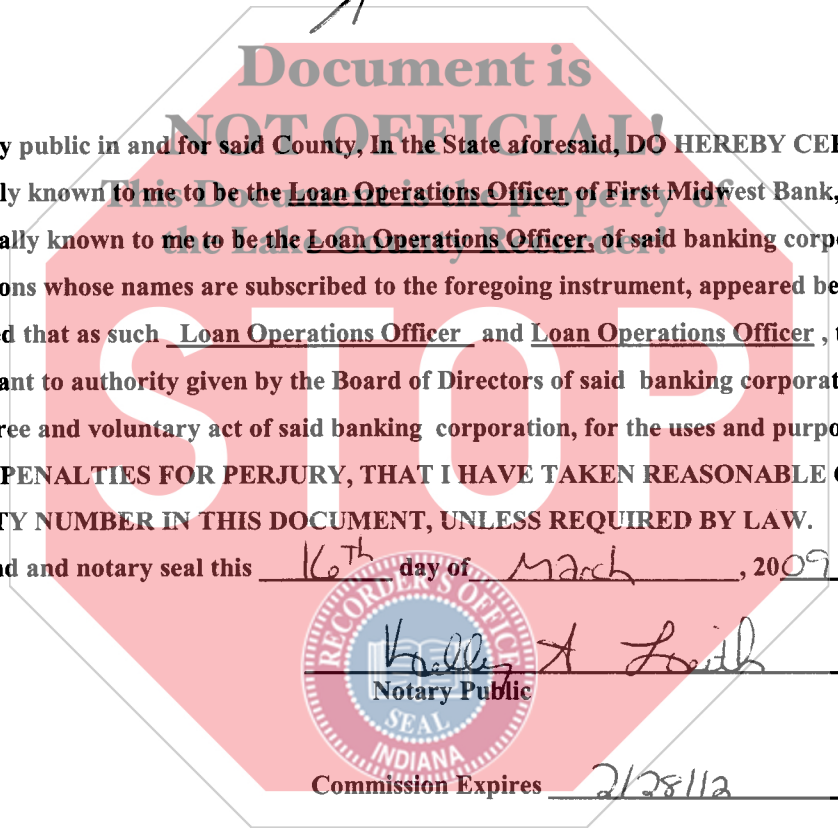 Document is
NOT OFFICIAL!
y public in and for said County, In the State aforesaid, DO HEREBY CE
This Document is the property of
ly known to me to be the Loan Operations Officer of First Midwest Bank,
the Lake County Recorder!
ally known to me to be the Loan Operations Officer, of said banking corp
ons whose names are subscribed to the foregoing instrument, appeared be
d that as such Loan Operations Officer and Loan Operations Officer ,
ant to authority given by the Board of Directors of said banking corporat
ree and voluntary act of said banking corporation, for the uses and purpo
STOP
PENALTIES FOR PERJURY, THAT I HAVE TAKEN REASONABLE
TY NUMBER IN THIS DOCUMENT, UNLESS REQUIRED BY LAW.
nd and notary seal this 16Th day of March , 2009
RECORDER'S OFFICE
Kelley A
Notary Public
SEAL
INDIANA
Commission Expires 2/28/12